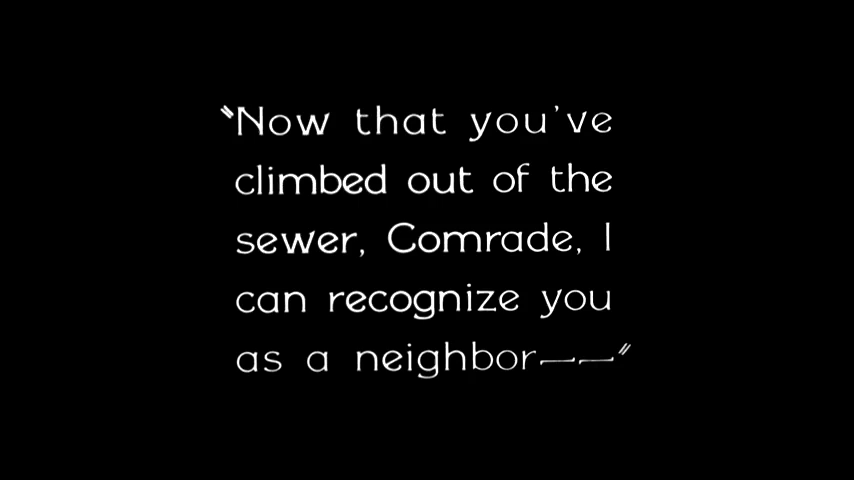 "Now that you've
climbed out of the
sewer, Comrade, I
can recognize you
as a neighbor——"